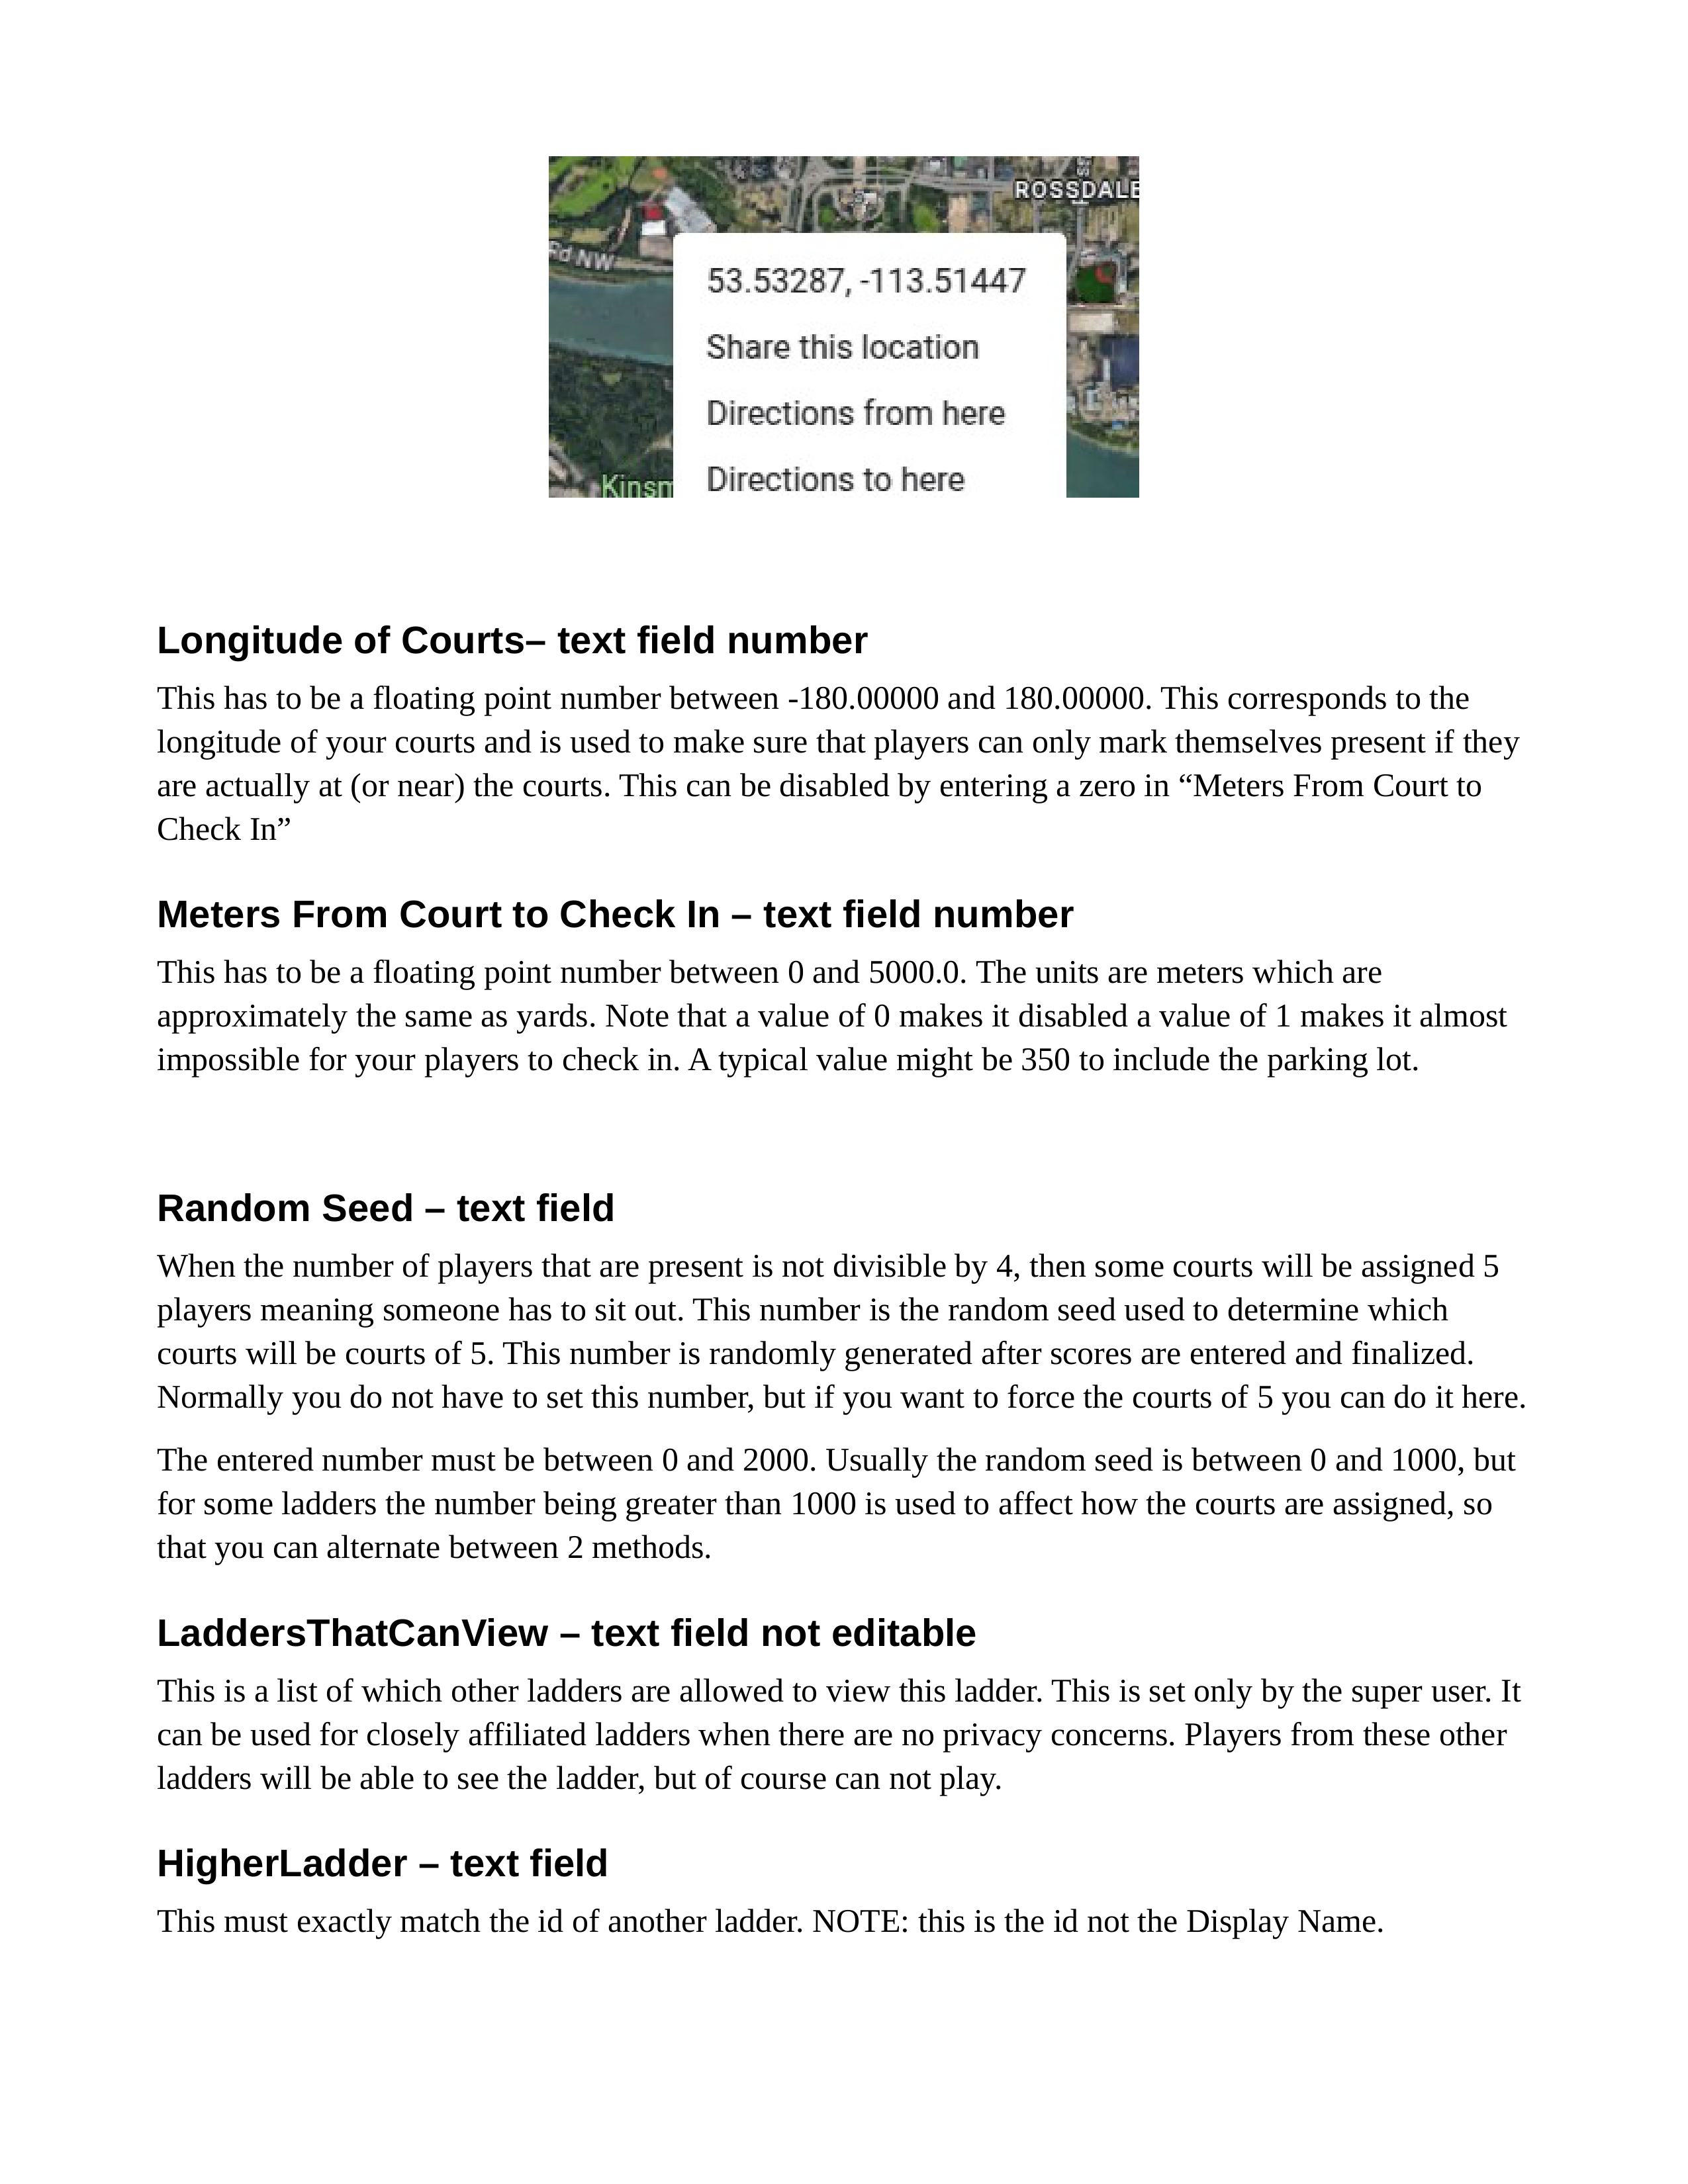 ROSSDALE
Rd NW
53.53287, -113.51447
Share this location
Directions from here
Directions to here
Kinsm
Longitude of Courts– text field number
This has to be a floating point number between -180.00000 and 180.00000. This corresponds to the
longitude of your courts and is used to make sure that players can only mark themselves present if they
are actually at (or near) the courts. This can be disabled by entering a zero in “Meters From Court to
Check In”
Meters From Court to Check In – text field number
This has to be a floating point number between 0 and 5000.0. The units are meters which are
approximately the same as yards. Note that a value of 0 makes it disabled a value of 1 makes it almost
impossible for your players to check in. A typical value might be 350 to include the parking lot.
Random Seed – text field
When the number of players that are present is not divisible by 4, then some courts will be assigned 5
players meaning someone has to sit out. This number is the random seed used to determine which
courts will be courts of 5. This number is randomly generated after scores are entered and finalized.
Normally you do not have to set this number, but if you want to force the courts of 5 you can do it here.
The entered number must be between 0 and 2000. Usually the random seed is between 0 and 1000, but
for some ladders the number being greater than 1000 is used to affect how the courts are assigned, so
that you can alternate between 2 methods.
LaddersThatCanView – text field not editable
This is a list of which other ladders are allowed to view this ladder. This is set only by the super user. It
can be used for closely affiliated ladders when there are no privacy concerns. Players from these other
ladders will be able to see the ladder, but of course can not play.
HigherLadder – text field
This must exactly match the id of another ladder. NOTE: this is the id not the Display Name.